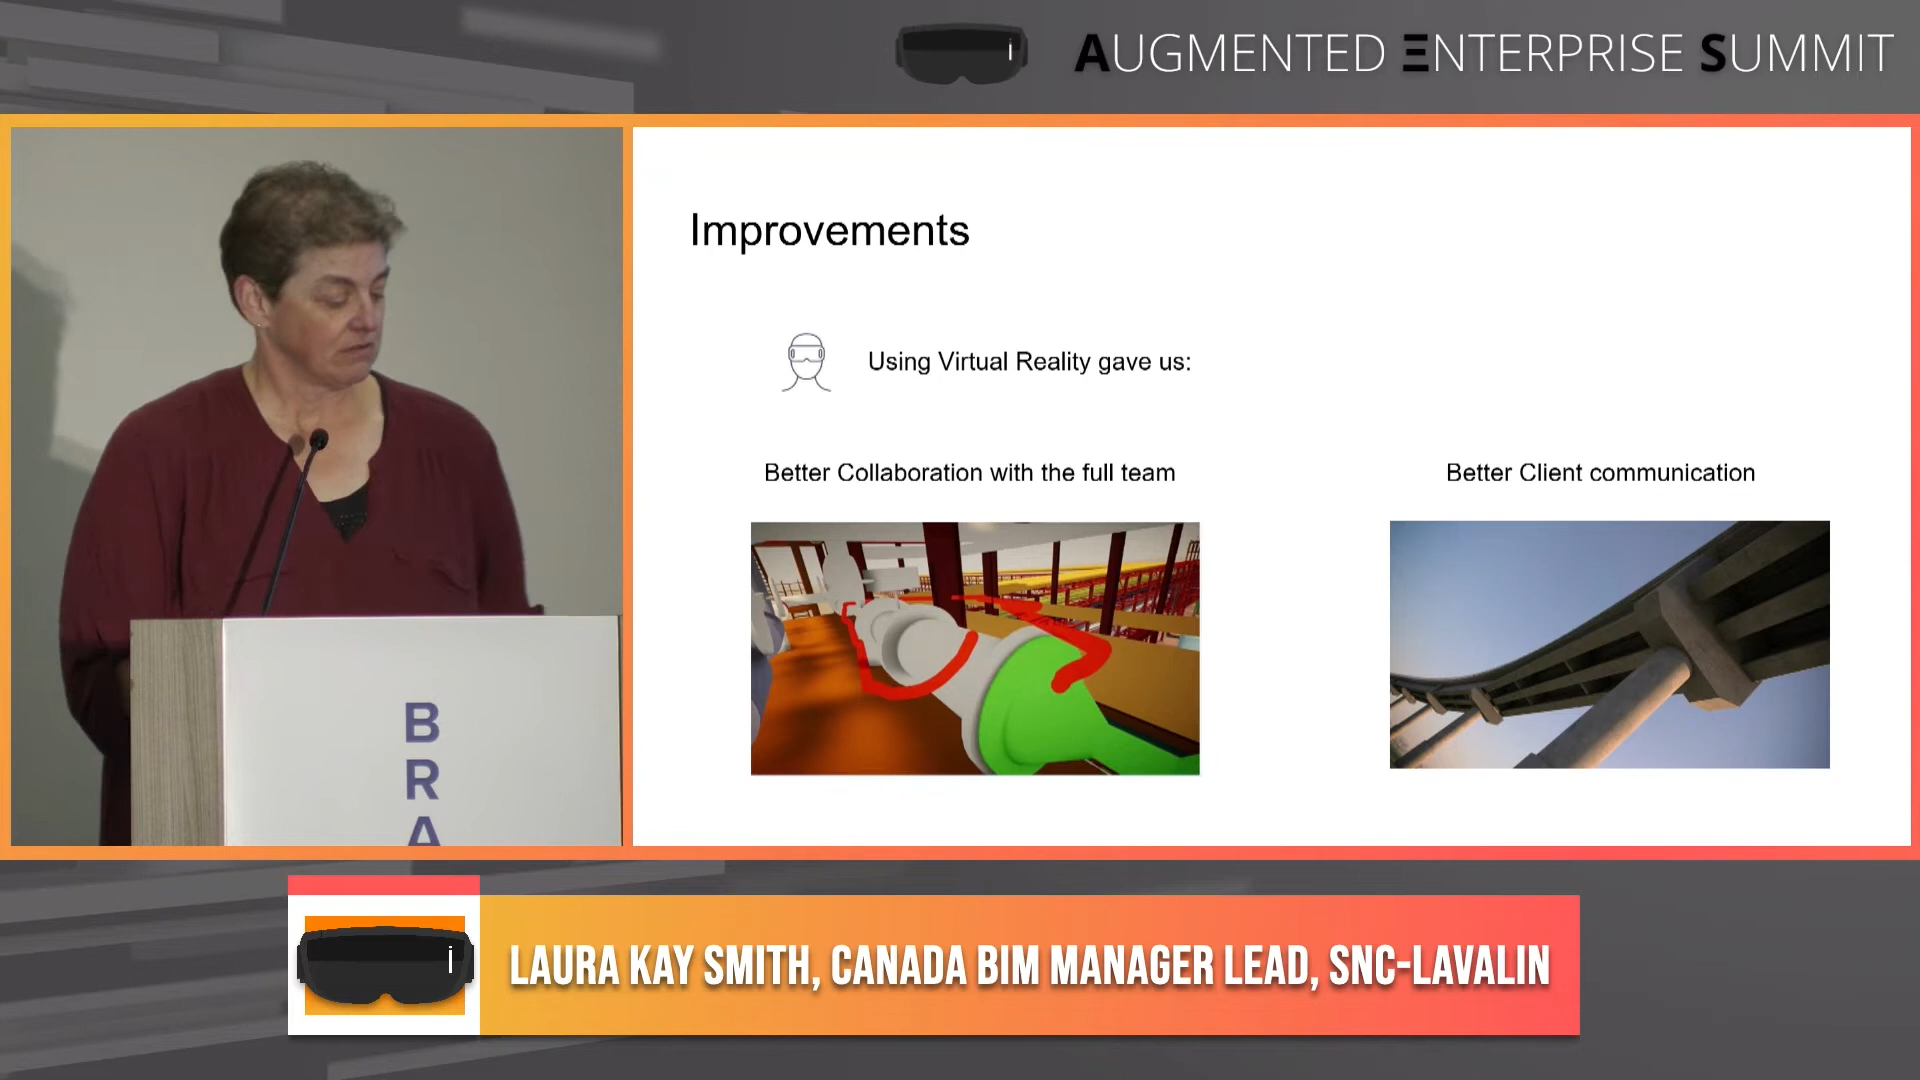 AUGMENTED ENTERPRISE SUMMIT
Improvements
Using Virtual Reality gave us:
Better Collaboration with the full team
Better Client communication
B
R
A
LAURA KAY SMITH, CANADA BIM MANAGER LEAD, SNC-LAVALIN